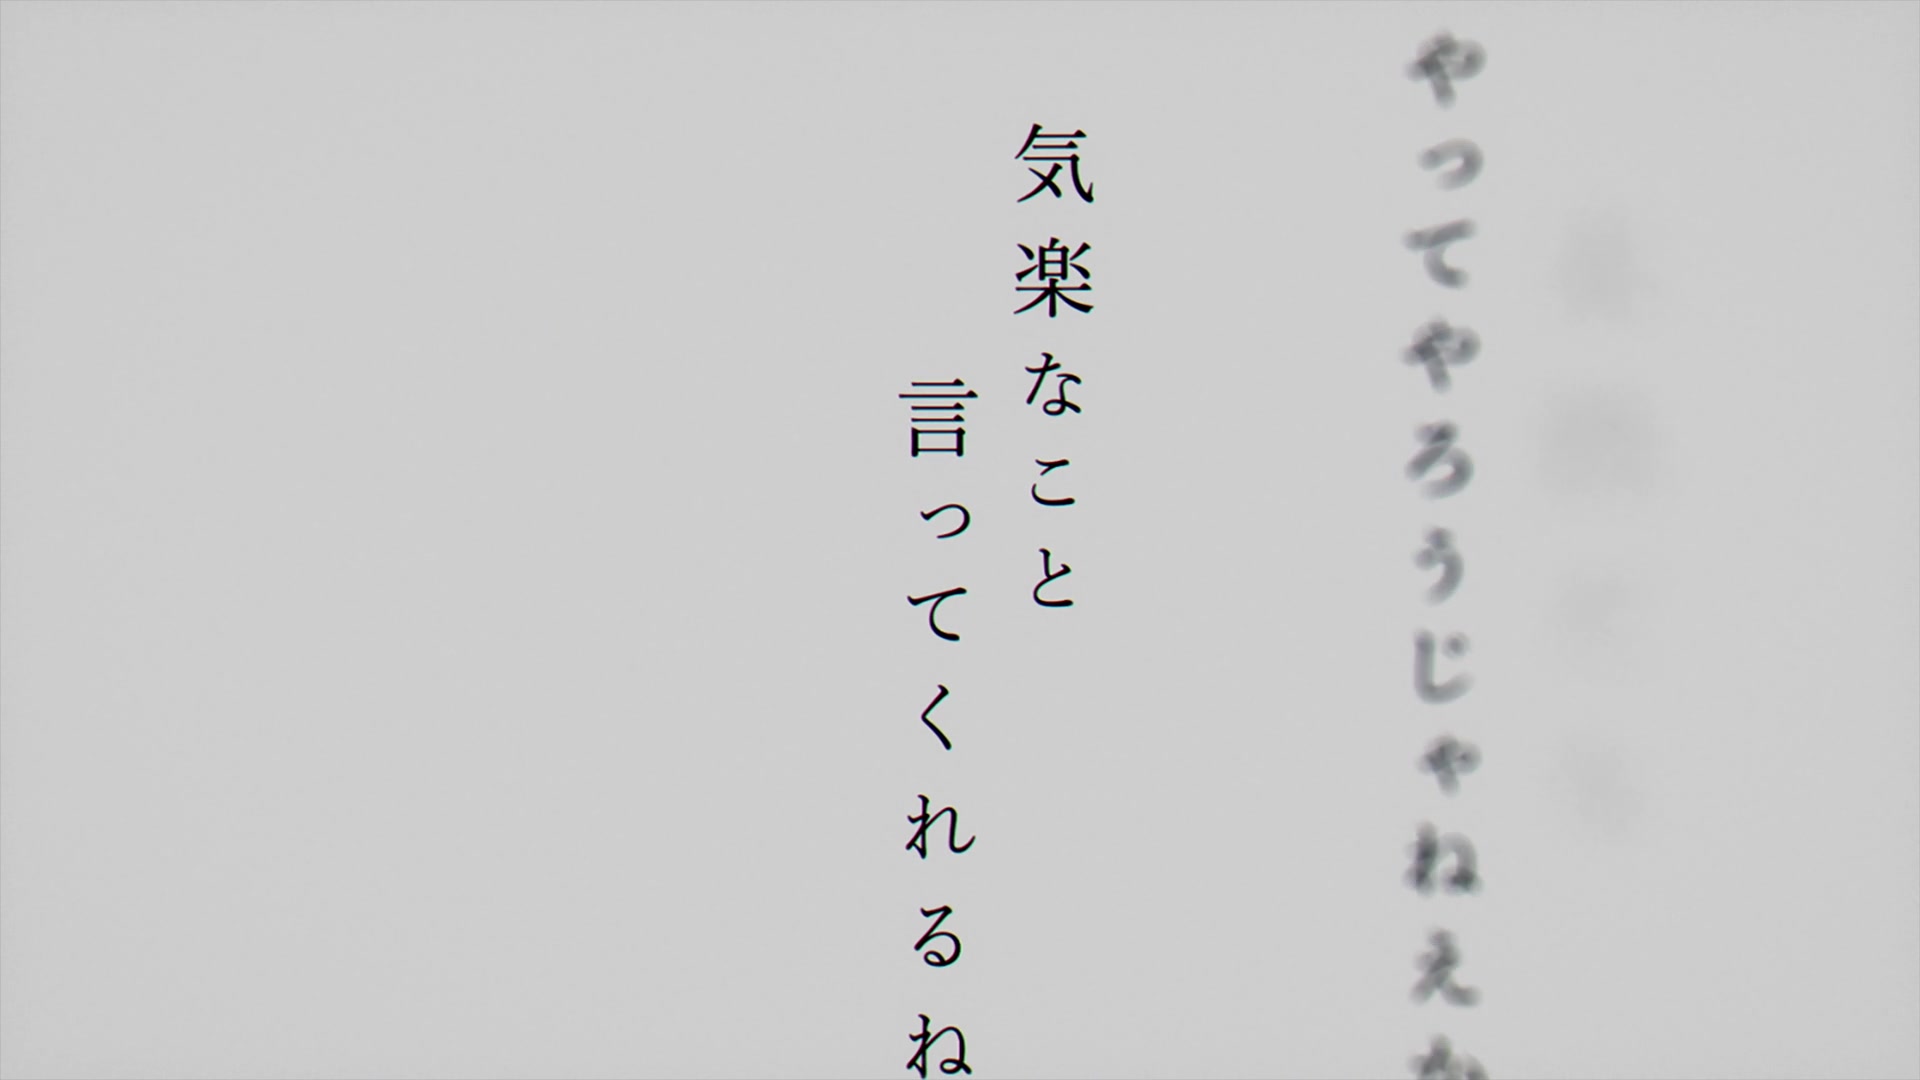 やってやろうじゃねえか
気楽なこと
言ってくれるね